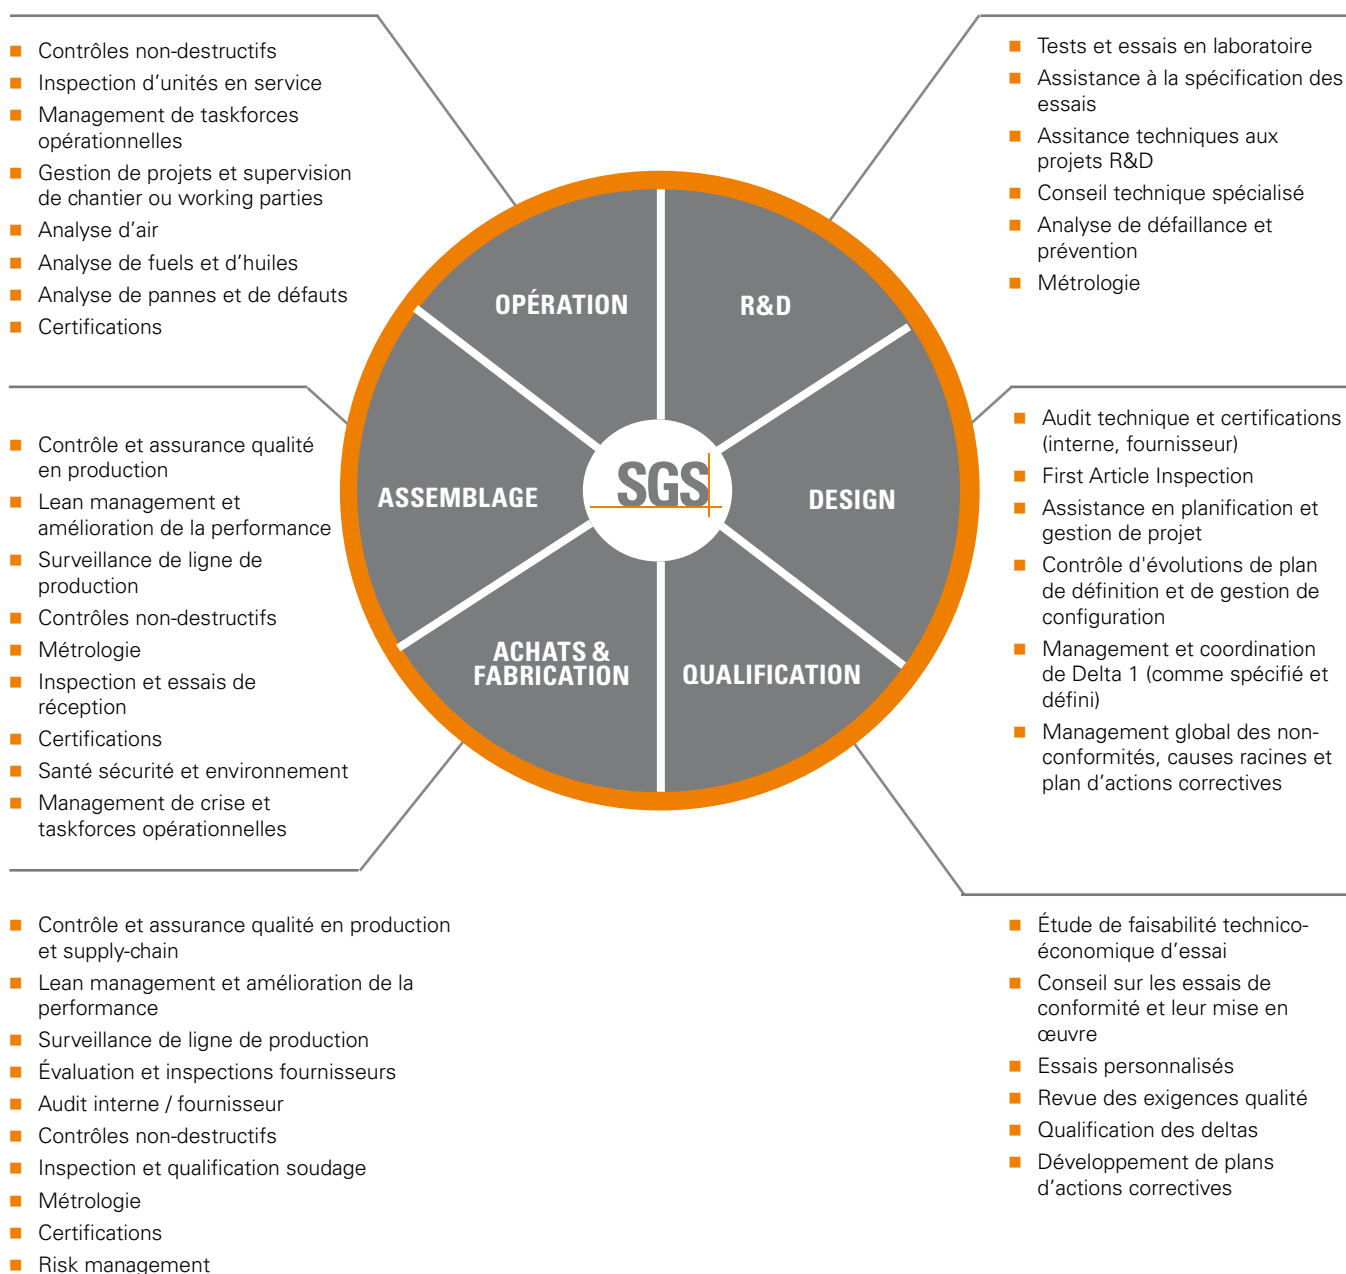 Contrôles non-destructifs
Inspection d’unités en service
Management de taskforces
opérationnelles
Gestion de projets et supervision
de chantier ou working parties
Analyse d’air
Analyse de fuels et d’huiles
Analyse de pannes et de défauts
Certifications
Tests et essais en laboratoire
Assistance à la spécification des
essais
Assitance techniques aux
projets R&D
Conseil technique spécialisé
Analyse de défaillance et
prévention
Métrologie
OPÉRATION
R&D
ASSEMBLAGE
SGS
DESIGN
ACHATS &
FABRICATION
QUALIFICATION
Contrôle et assurance qualité
en production
Lean management et
amélioration de la performance
Surveillance de ligne de
production
Contrôles non-destructifs
Métrologie
Inspection et essais de
réception
Certifications
Santé sécurité et environnement
Management de crise et
taskforces opérationnelles
Audit technique et certifications
(interne, fournisseur)
First Article Inspection
Assistance en planification et
gestion de projet
Contrôle d'évolutions de plan
de définition et de gestion de
configuration
Management et coordination
de Delta 1 (comme spécifié et
défini)
Management global des non-
conformités, causes racines et
plan d’actions correctives
Contrôle et assurance qualité en production
et supply-chain
Lean management et amélioration de la
performance
Surveillance de ligne de production
Évaluation et inspections fournisseurs
Audit interne / fournisseur
Contrôles non-destructifs
Inspection et qualification soudage
Métrologie
Certifications
Risk management
Étude de faisabilité technico-
économique d’essai
Conseil sur les essais de
conformité et leur mise en
œuvre
Essais personnalisés
Revue des exigences qualité
Qualification des deltas
Développement de plans
d’actions correctives